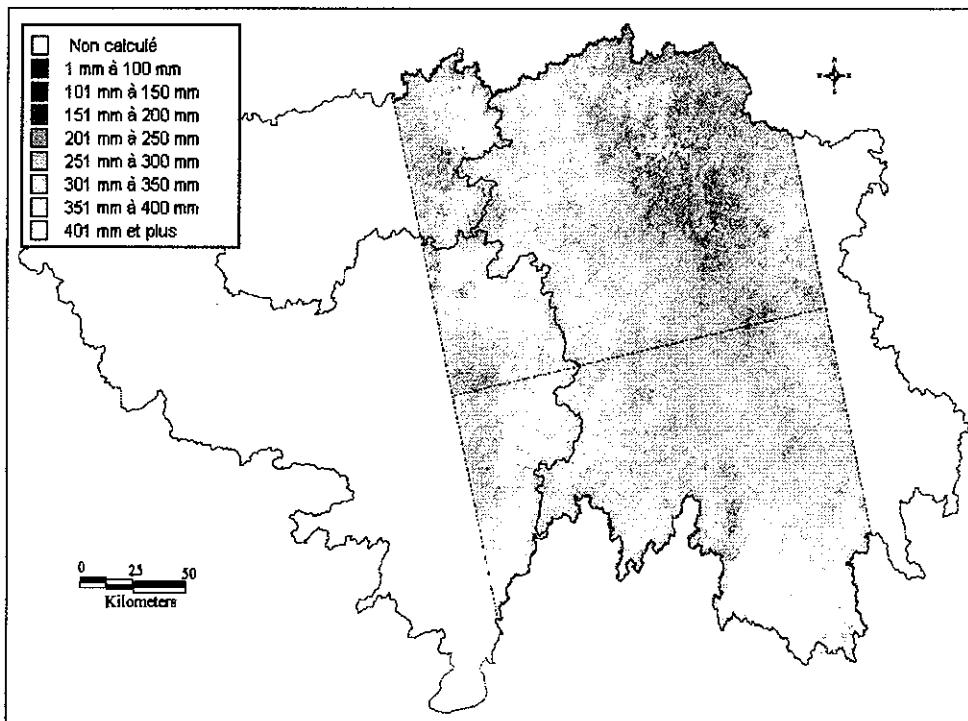 Non calculé
1 mm à 100 mm
101 mm à 150 mm
151 mm à 200 mm
201 mm à 250 mm
251 mm à 300 mm
301 mm à 350 mm
351 mm à 400 mm
401 mm et plus
0 25 50
Kilometers